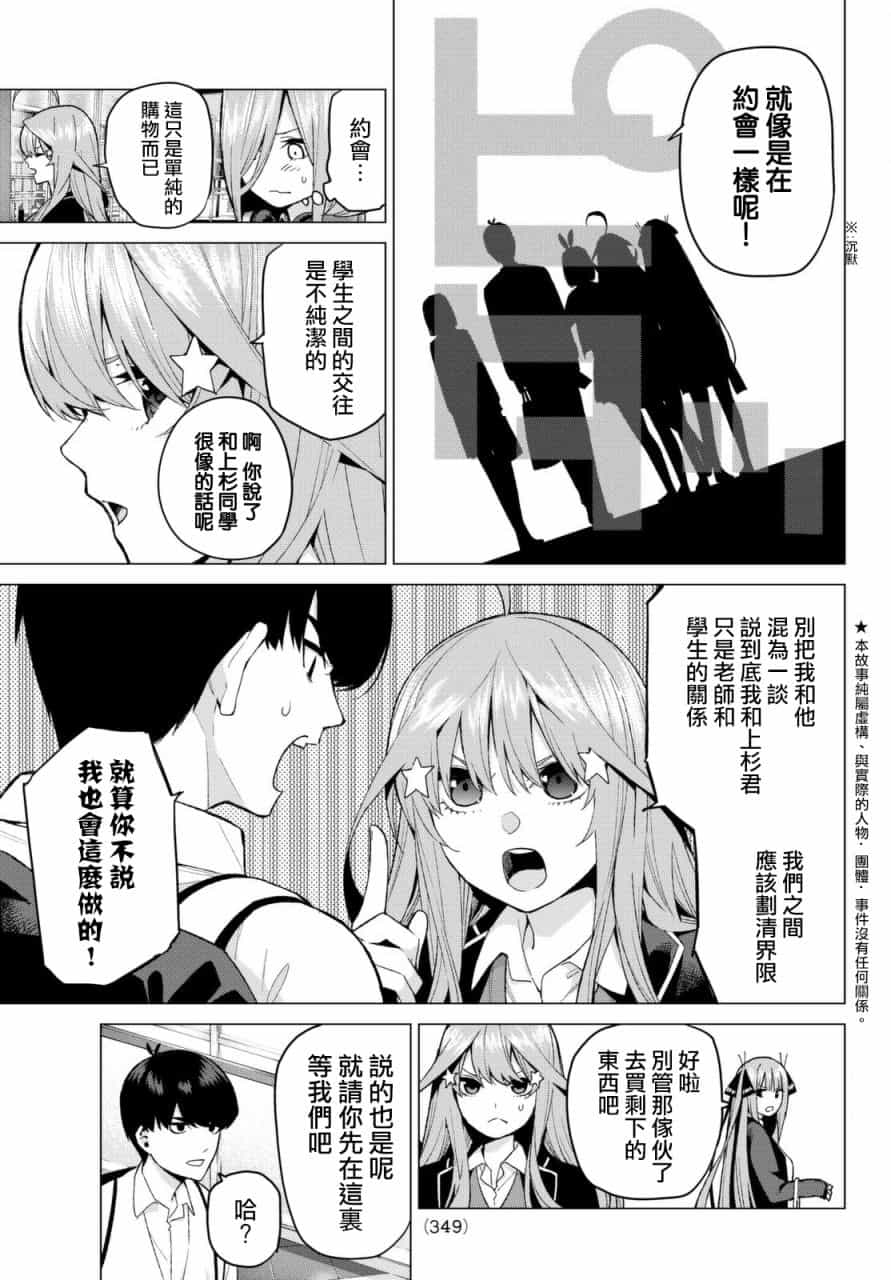 就像是在
約會一樣呢！
※：沉默
約會…
這只是單純的
購物而已
學生之間的交往
是不純潔的
啊 你說了
和上杉同學
很像的話呢
別把我和他
混為一談
說到底我和上杉君
只是老師和
學生的關係
我們之間
應該劃清界限
就算你不說
我也會這麼做的！
好啦
別管那傢伙了
去買剩下的
東西吧
說的也是呢
就請你先在這裏
等我們吧
哈？
(349)
★本故事純屬虛構、與實際的人物．團體．事件沒有任何關係。